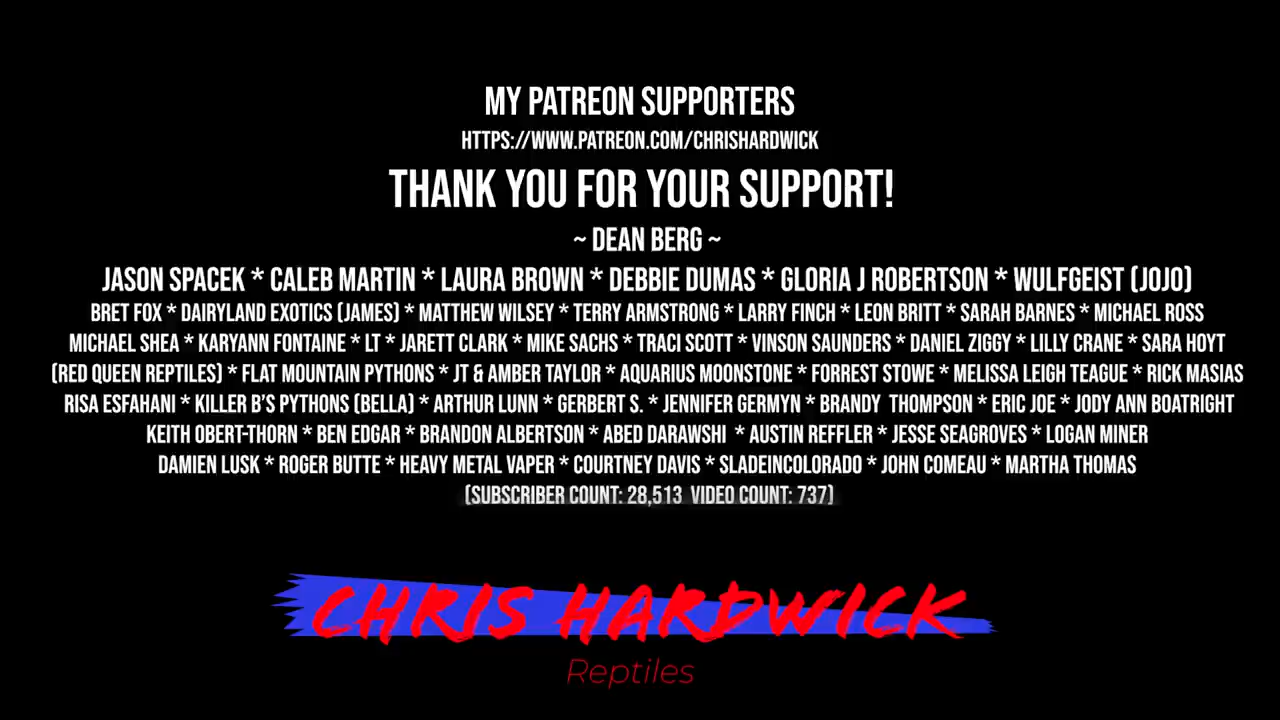 MY PATREON SUPPORTERS
HTTPS://WWW.PATREON.COM/CHRISHARDWICK
THANK YOU FOR YOUR SUPPORT!
~ DEAN BERG ~
JASON SPACEK * CALEB MARTIN * LAURA BROWN * DEBBIE DUMAS * GLORIA J ROBERTSON * WULFGEIST (JOJO)
BRET FOX * DAIRYLAND EXOTICS (JAMES) * MATTHEW WILSEY * TERRY ARMSTRONG * LARRY FINCH * LEON BRITT * SARAH BARNES * MICHAEL ROSS
MICHAEL SHEA * KARYANN FONTAINE * LT * JARETT CLARK * MIKE SACHS * TRACI SCOTT * VINSON SAUNDERS * DANIEL ZIGGY * LILLY CRANE * SARA HOYT
(RED QUEEN REPTILES) * FLAT MOUNTAIN PYTHONS * JT & AMBER TAYLOR * AQUARIUS MOONSTONE * FORREST STOWE * MELISSA LEIGH TEAGUE * RICK MASIAS
RISA ESFAHANI * KILLER B'S PYTHONS (BELLA) * ARTHUR LUNN * GERBERT S. * JENNIFER GERMYN * BRANDY  THOMPSON * ERIC JOE * JODY ANN BOATRIGHT
KEITH OBERT-THORN * BEN EDGAR * BRANDON ALBERTSON * ABED DARAWSHI  * AUSTIN REFFLER * JESSE SEAGROVES * LOGAN MINER
DAMIEN LUSK * ROGER BUTTE * HEAVY METAL VAPER * COURTNEY DAVIS * SLADEINCOLORADO * JOHN COMEAU * MARTHA THOMAS
(SUBSCRIBER COUNT: 28,513  VIDEO COUNT: 737)
CHRIS HARDWICK
Reptiles